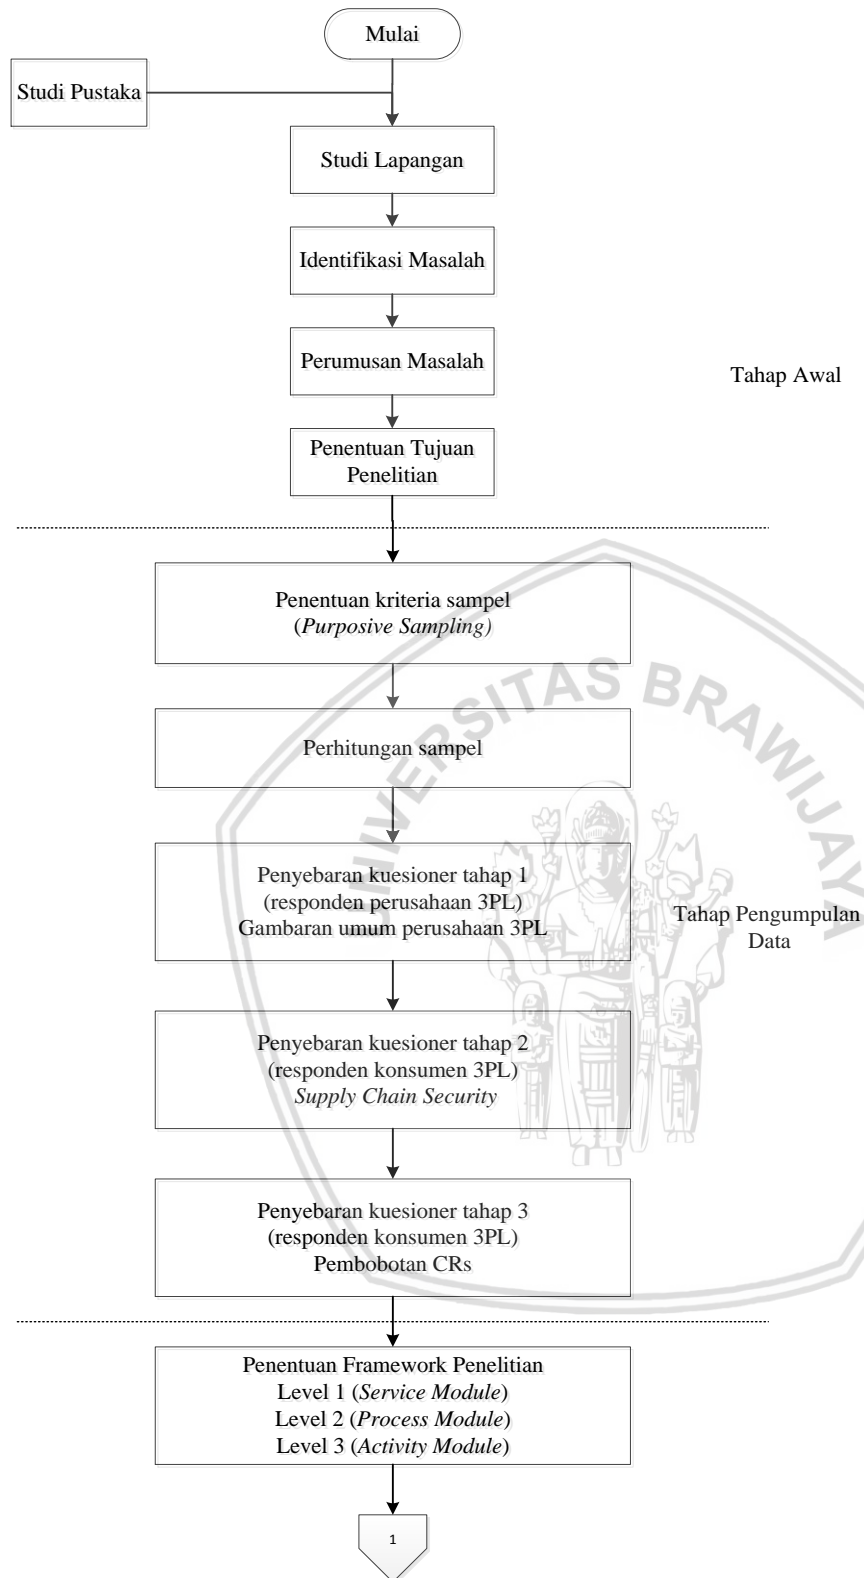 Mulai
Studi Pustaka
Studi Lapangan
Identifikasi Masalah
Perumusan Masalah
Tahap Awal
Penentuan Tujuan
Penelitian
Penentuan kriteria sampel
(Purposive Sampling)
UNIVERSITAS BRAWIJAYA
Perhitungan sampel
Penyebaran kuesioner tahap 1
(responden perusahaan 3PL)
Gambaran umum perusahaan 3PL
Tahap Pengumpulan
Data
Penyebaran kuesioner tahap 2
(responden konsumen 3PL)
Supply Chain Security
Penyebaran kuesioner tahap 3
(responden konsumen 3PL)
Pembobotan CRs
Penentuan Framework Penelitian
Level 1 (Service Module)
Level 2 (Process Module)
Level 3 (Activity Module)
1